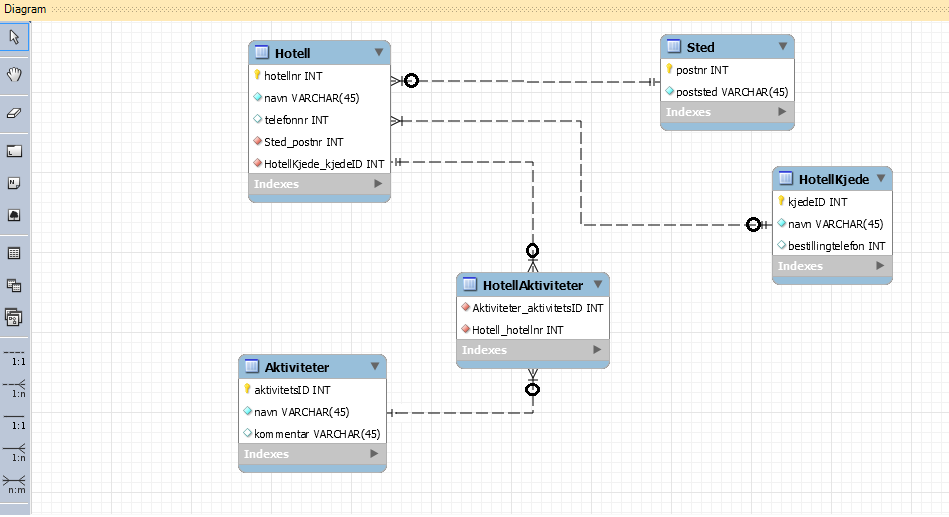 Diagram
Hotell
hotellnr INT
navn VARCHAR(45)
telefonnr INT
Sted_postnr INT
HotellKjede_kjedeID INT
Indexes
Sted
postnr INT
poststed VARCHAR(45)
Indexes
HotellKjede
kjedeID INT
navn VARCHAR(45)
bestillingtelefon INT
Indexes
HotellAktiviteter
Aktiviteter_aktivitetsID INT
Hotell_hotellnr INT
Indexes
Aktiviteter
aktivitetsID INT
navn VARCHAR(45)
kommentar VARCHAR(45)
Indexes
1:1
1:n
1:1
1:n
n:m